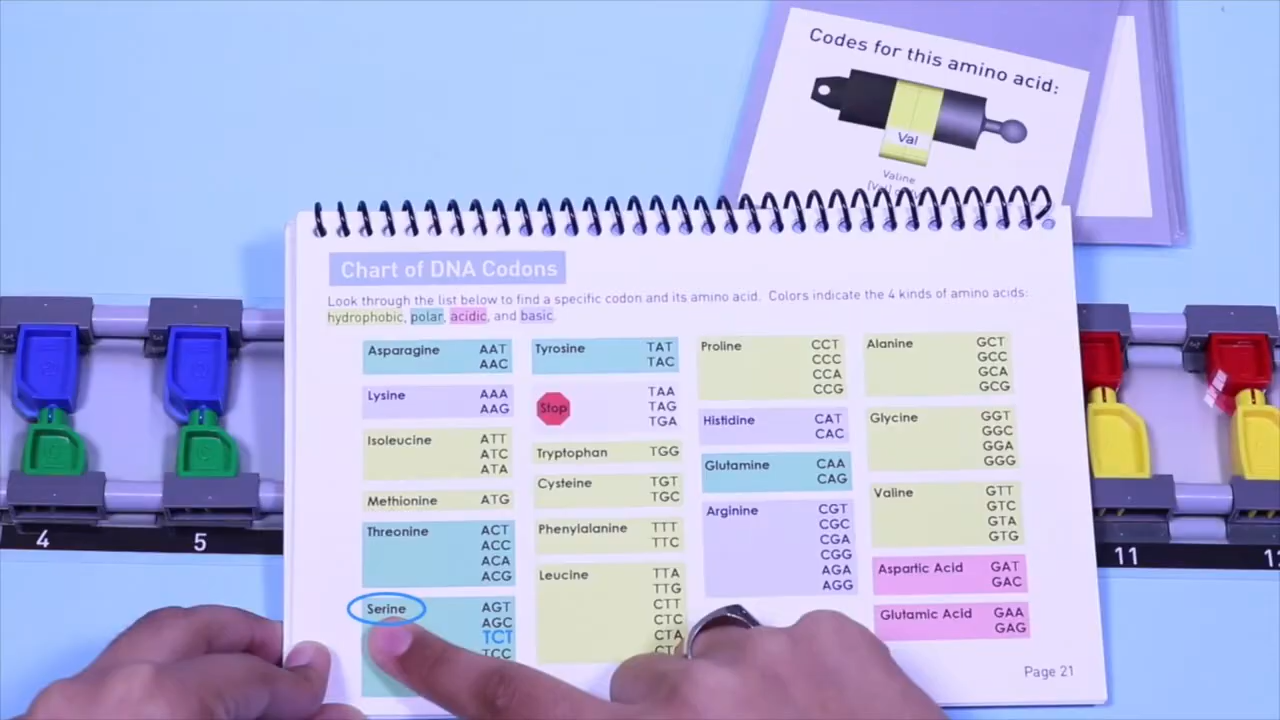 Codes for this amino acid:
Val
Valine
Chart of DNA Codons
Look through the list below to find a specific codon and its amino acid. Colors indicate the 4 kinds of amino acids:
hydrophobic, polar, acidic, and basic.
Asparagine AAT
AAC
Lysine AAA
AAG
Isoleucine ATT
ATC
ATA
Methionine ATG
Threonine ACT
ACC
ACA
ACG
Serine AGT
AGC
TCT
TCC
Tyrosine TAT
TAC
Stop TAA
TAG
TGA
Tryptophan TGG
Cysteine TGT
TGC
Phenylalanine TTT
TTC
Leucine TTA
TTG
CTT
CTC
CTA
Proline CCT
CCC
CCA
CCG
Histidine CAT
CAC
Glutamine CAA
CAG
Arginine CGT
CGC
CGA
CGG
AGA
AGG
Alanine GCT
GCC
GCA
GCG
Glycine GGT
GGC
GGA
GGG
Valine GTT
GTC
GTA
GTG
Aspartic Acid GAT
GAC
Glutamic Acid GAA
GAG
Page 21
4
5
11